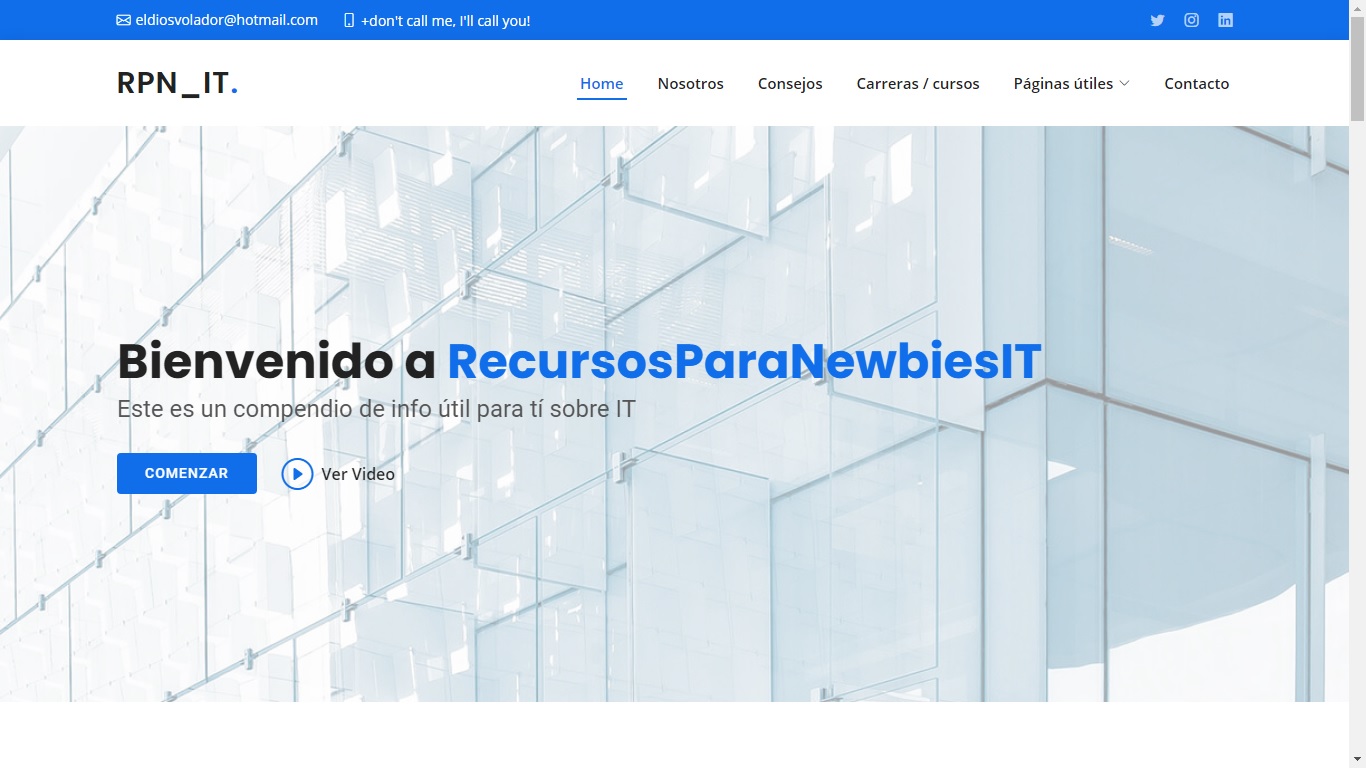 eldiosvolador@hotmail.com +don't call me, I'll call you!
RPN_IT. Home Nosotros Consejos Carreras / cursos Páginas útiles Contacto
Bienvenido a RecursosParaNewbiesIT
Este es un compendio de info útil para tí sobre IT
COMENZAR Ver Video